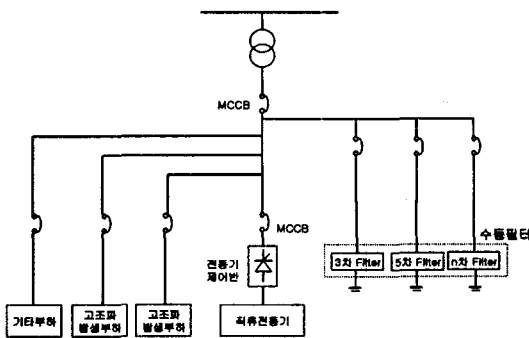 MCCB
MCCB
수동필터
전동기
제어반
3차 Filter
5차 Filter
n차 Filter
기타부하
고조파
발생부하
고조파
발생부하
직류전동기